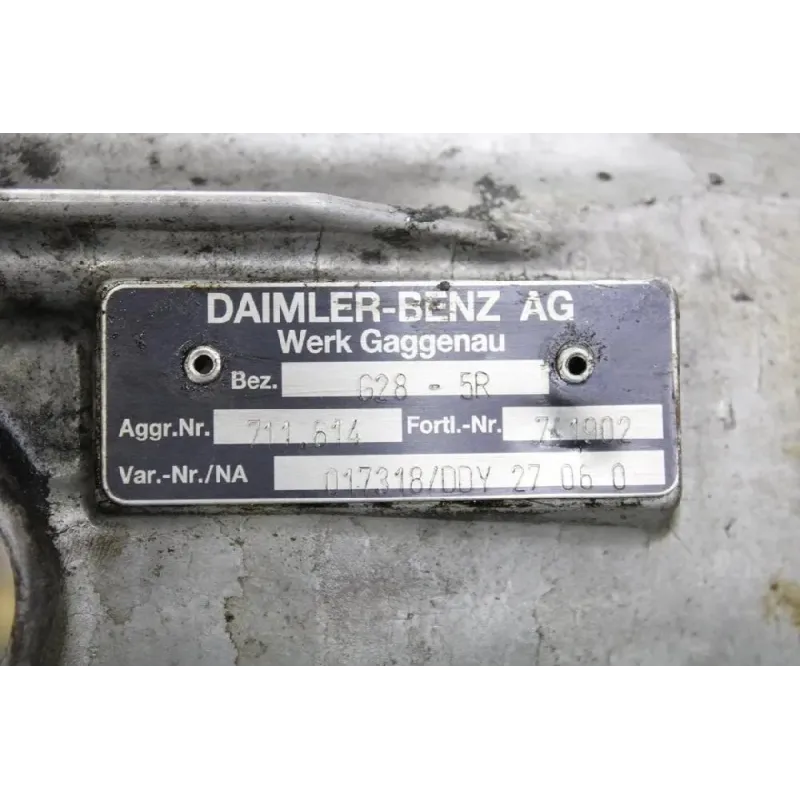 DAIMLER-BENZ AG
Werk Gaggenau
Bez. G28 - 5R
Aggr.Nr. 711.614 Fortl.-Nr. 741902
Var.-Nr./NA 017318/DDY 27 06 0